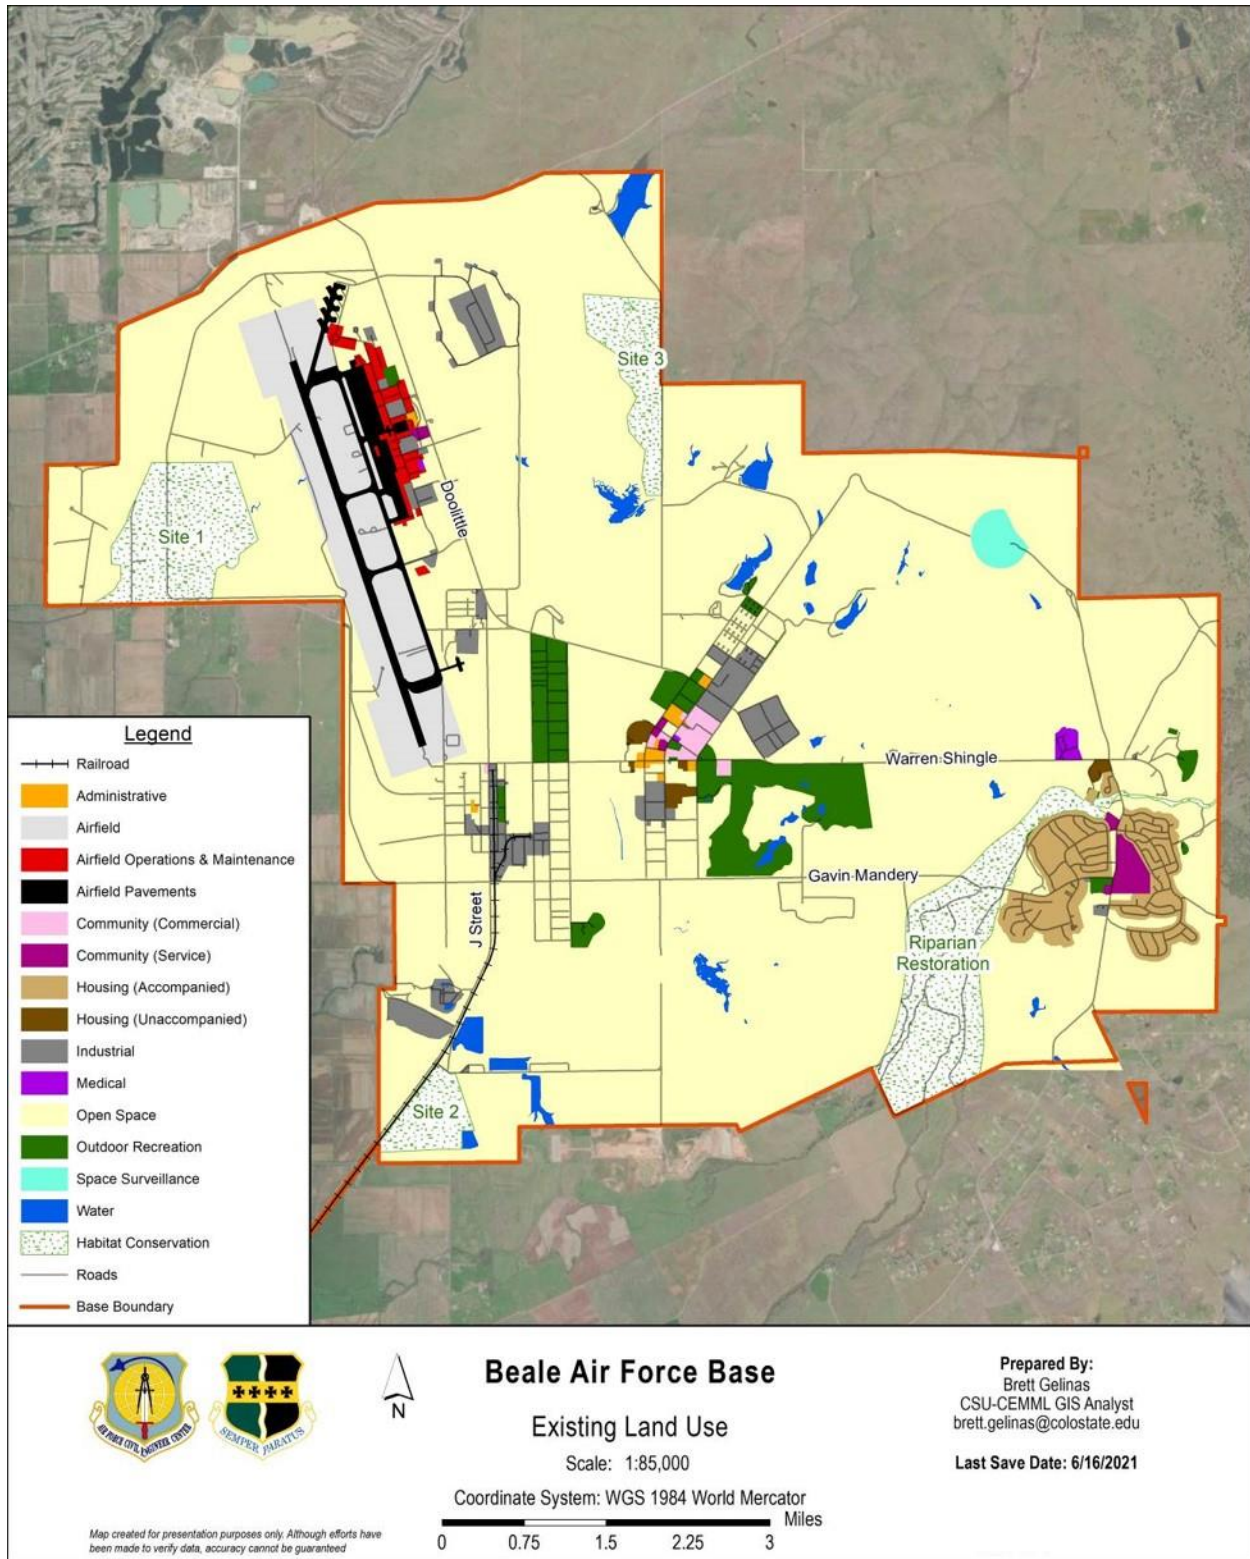 Site 3
Site 1
Doolittle
Warren Shingle
Gavin Mandery
J Street
Riparian
Restoration
Site 2
Legend
Railroad
Administrative
Airfield
Airfield Operations & Maintenance
Airfield Pavements
Community (Commercial)
Community (Service)
Housing (Accompanied)
Housing (Unaccompanied)
Industrial
Medical
Open Space
Outdoor Recreation
Space Surveillance
Water
Habitat Conservation
Roads
Base Boundary
AIR FORCE CIVIL ENGINEER CENTER
SEMPER PARATUS
N
Beale Air Force Base
Existing Land Use
Scale: 1:85,000
Coordinate System: WGS 1984 World Mercator
Miles
0 0.75 1.5 2.25 3
Prepared By:
Brett Gelinas
CSU-CEMML GIS Analyst
brett.gelinas@colostate.edu
Last Save Date: 6/16/2021
Map created for presentation purposes only. Although efforts have
been made to verify data, accuracy cannot be guaranteed